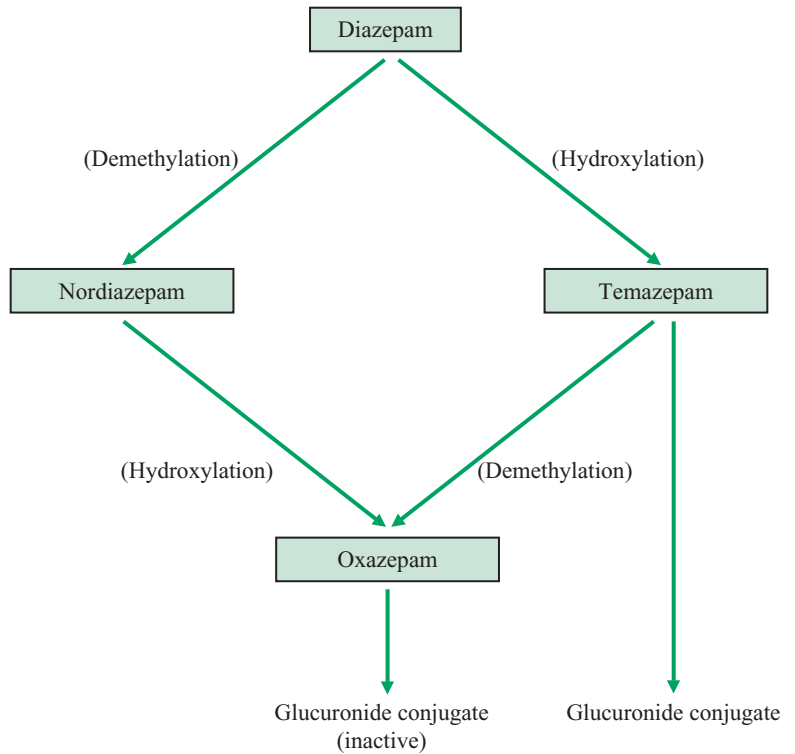 Diazepam
(Demethylation)
(Hydroxylation)
Nordiazepam
Temazepam
(Hydroxylation)
(Demethylation)
Oxazepam
Glucuronide conjugate
(inactive)
Glucuronide conjugate